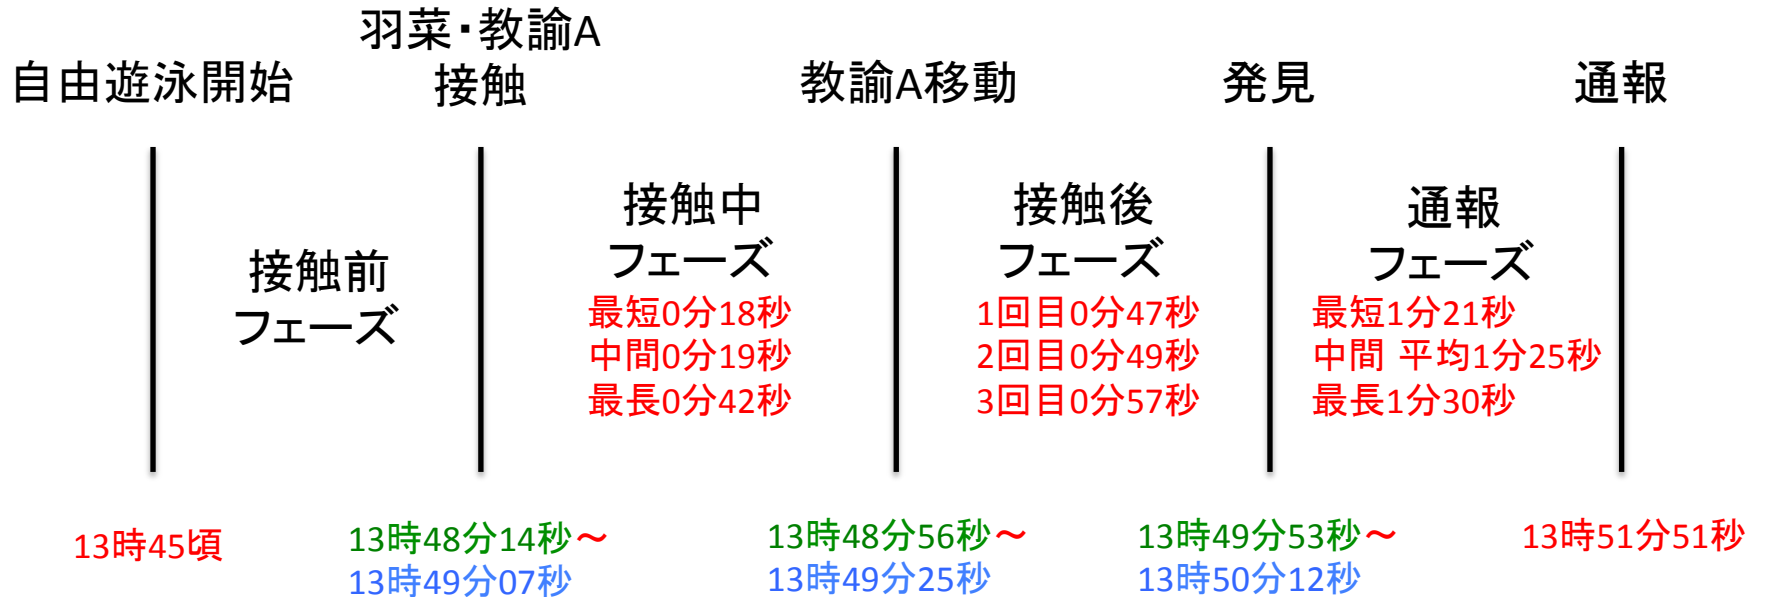 自由遊泳開始
羽菜・教諭A
接触
教諭A移動
発見
通報
接触前
フェーズ
接触中
フェーズ
最短0分18秒
中間0分19秒
最長0分42秒
接触後
フェーズ
1回目0分47秒
2回目0分49秒
3回目0分57秒
通報
フェーズ
最短1分21秒
中間 平均1分25秒
最長1分30秒
13時45頃
13時48分14秒～
13時49分07秒
13時48分56秒～
13時49分25秒
13時49分53秒～
13時50分12秒
13時51分51秒